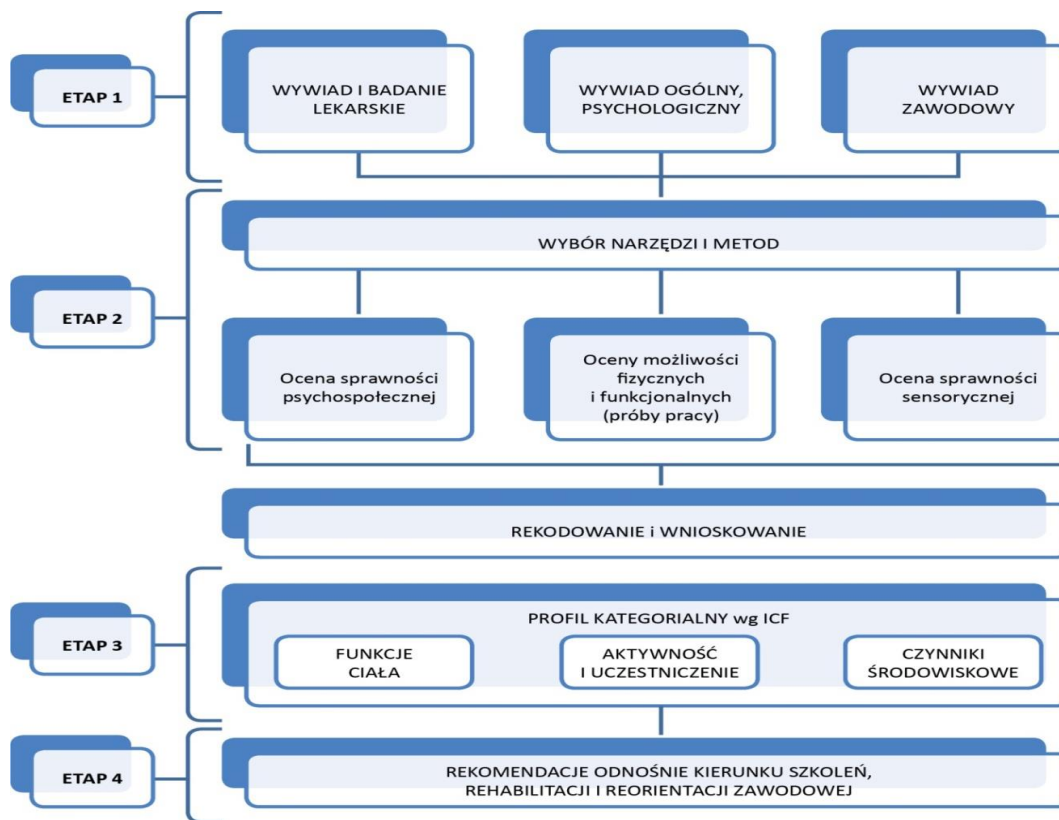 ETAP 1
WYWIAD I BADANIE
LEKARSKIE
WYWIAD OGÓLNY,
PSYCHOLOGICZNY
WYWIAD
ZAWODOWY
ETAP 2
WYBÓR NARZĘDZI I METOD
Ocena sprawności
psychospołecznej
Oceny możliwości
fizycznych
i funkcjonalnych
(próby pracy)
Ocena sprawności
sensorycznej
REKODOWANIE i WNIOSKOWANIE
ETAP 3
PROFIL KATEGORIALNY wg ICF
FUNKCJE
CIAŁA
AKTYWNOŚĆ
I UCZESTNICZENIE
CZYNNIKI
ŚRODOWISKOWE
ETAP 4
REKOMENDACJE ODNOŚNIE KIERUNKU SZKOLEŃ,
REHABILITACJI I REORIENTACJI ZAWODOWEJ